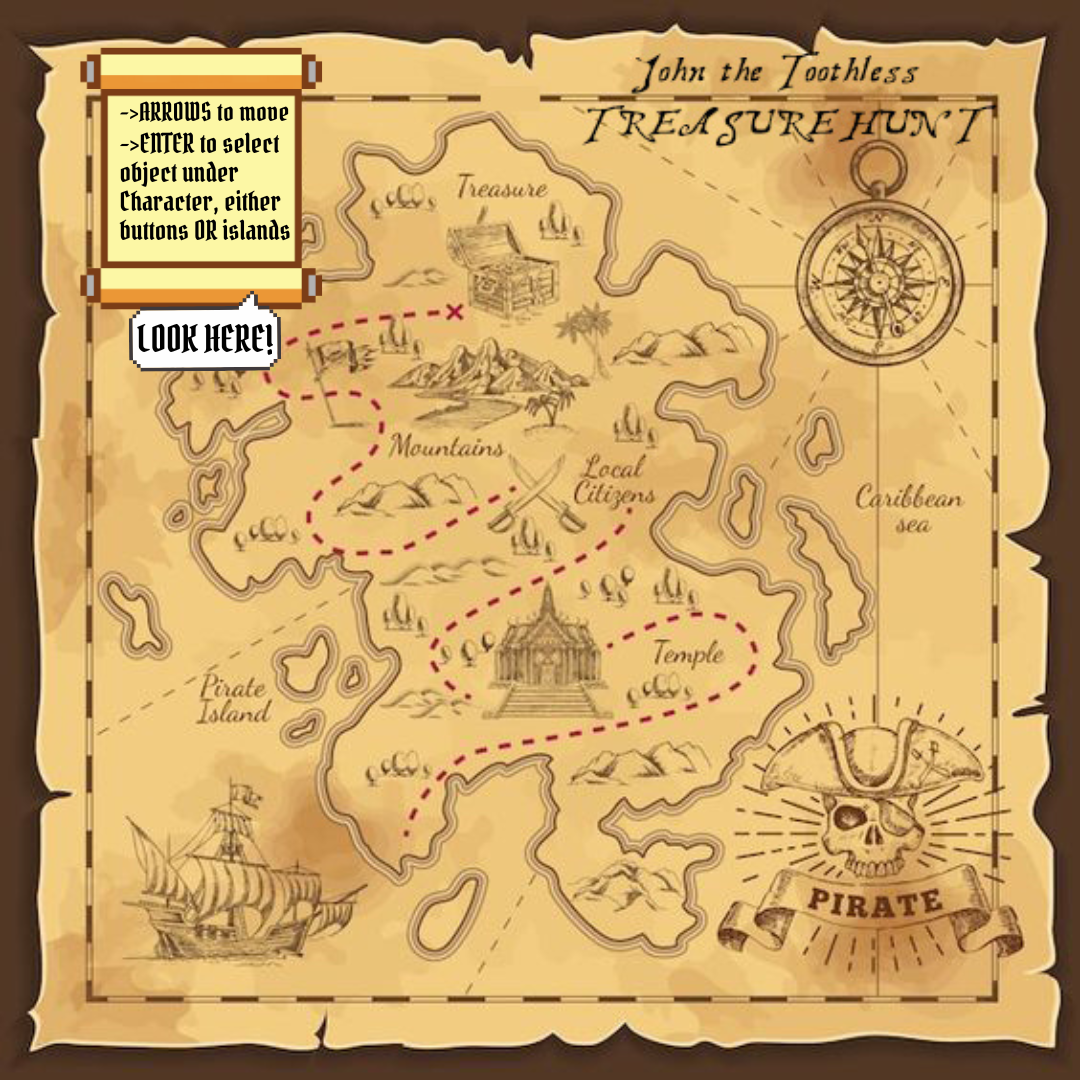 John the Toothless
TREASURE HUNT
->ARROWS to move
->ENTER to select
object under
Character, either
buttons OR islands
LOOK HERE!
Treasure
Mountains
Local
Citizens
Caribbean
sea
Temple
Pirate
Island
PIRATE